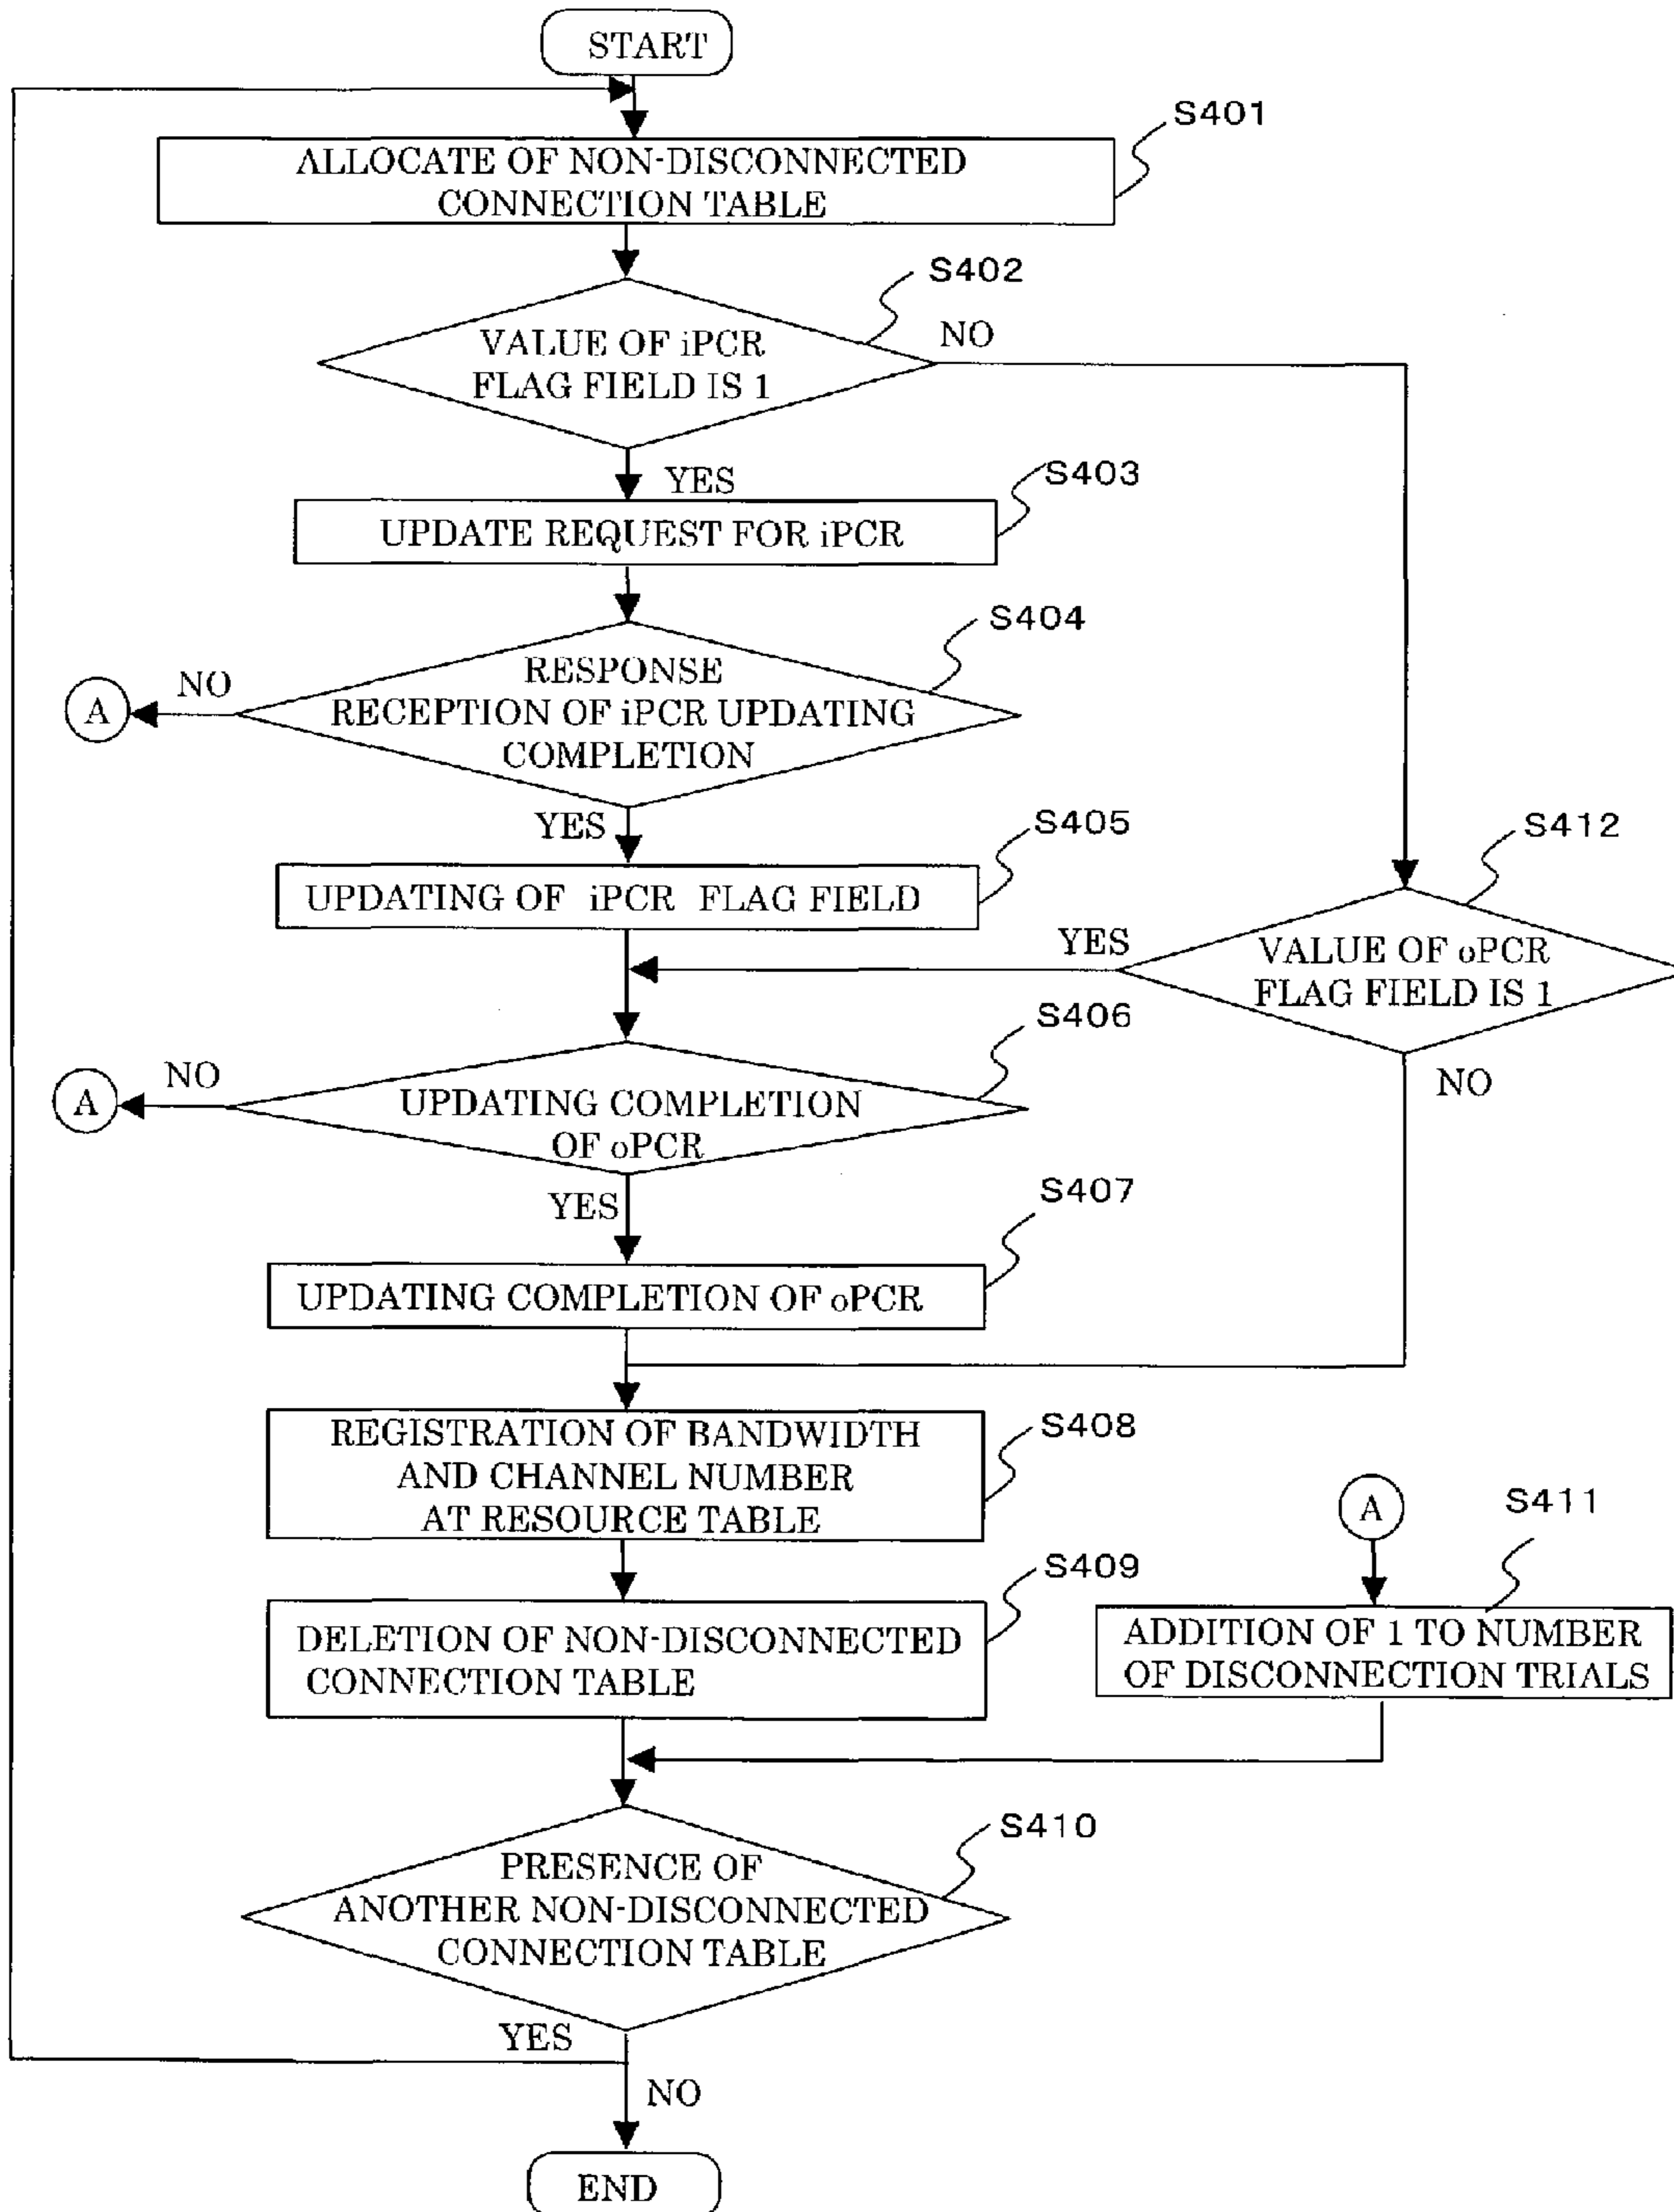 START
S401
ALLOCATE OF NON-DISCONNECTED
CONNECTION TABLE
S402
VALUE OF iPCR
FLAG FIELD IS 1
NO
YES
S403
UPDATE REQUEST FOR iPCR
S404
RESPONSE
RECEPTION OF iPCR UPDATING
COMPLETION
NO
A
YES
S405
UPDATING OF iPCR FLAG FIELD
S412
VALUE OF oPCR
FLAG FIELD IS 1
YES
NO
S406
UPDATING COMPLETION
OF oPCR
NO
A
YES
S407
UPDATING COMPLETION OF oPCR
S408
REGISTRATION OF BANDWIDTH
AND CHANNEL NUMBER
AT RESOURCE TABLE
S409
DELETION OF NON-DISCONNECTED
CONNECTION TABLE
A
S411
ADDITION OF 1 TO NUMBER
OF DISCONNECTION TRIALS
S410
PRESENCE OF
ANOTHER NON-DISCONNECTED
CONNECTION TABLE
YES
NO
END